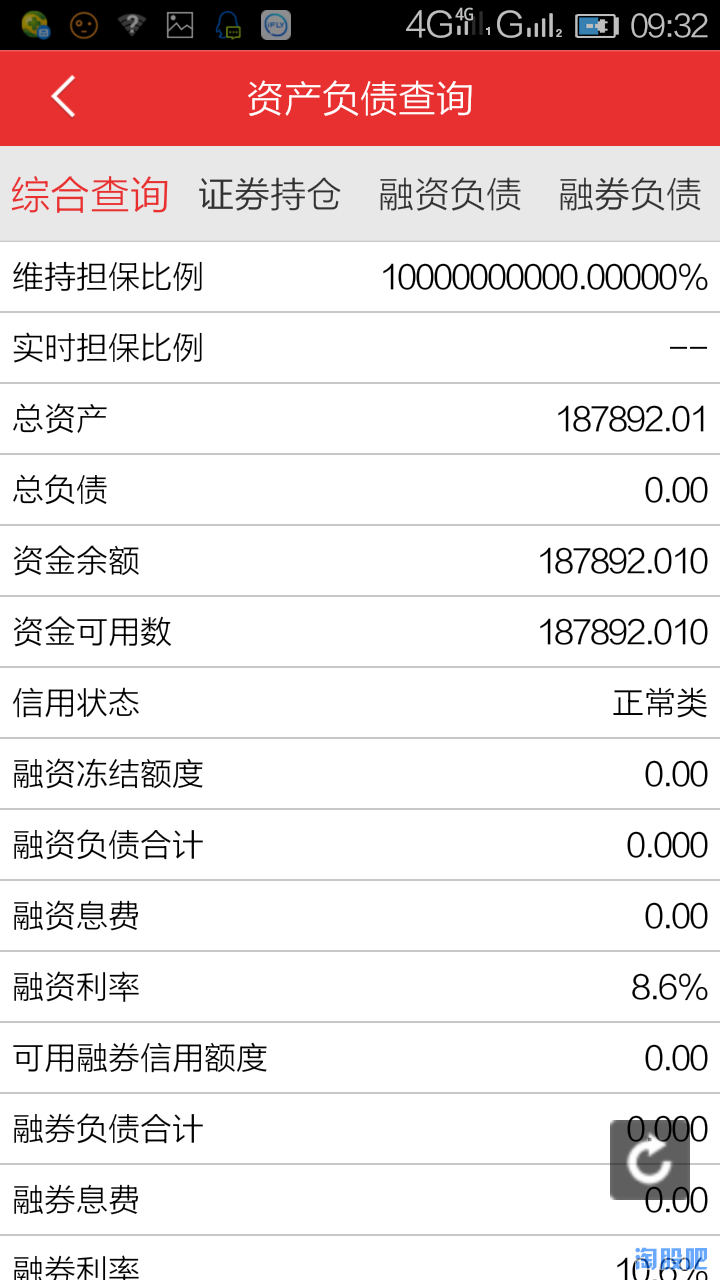 4G 4G 1 G 2 09:32
资产负债查询
综合查询 证券持仓 融资负债 融券负债
维持担保比例 10000000000.00000%
实时担保比例 --
总资产 187892.01
总负债 0.00
资金余额 187892.010
资金可用数 187892.010
信用状态 正常类
融资冻结额度 0.00
融资负债合计 0.000
融资息费 0.00
融资利率 8.6%
可用融券信用额度 0.00
融券负债合计 0.000
融券息费 0.00
融券利率 10.6%
淘股吧